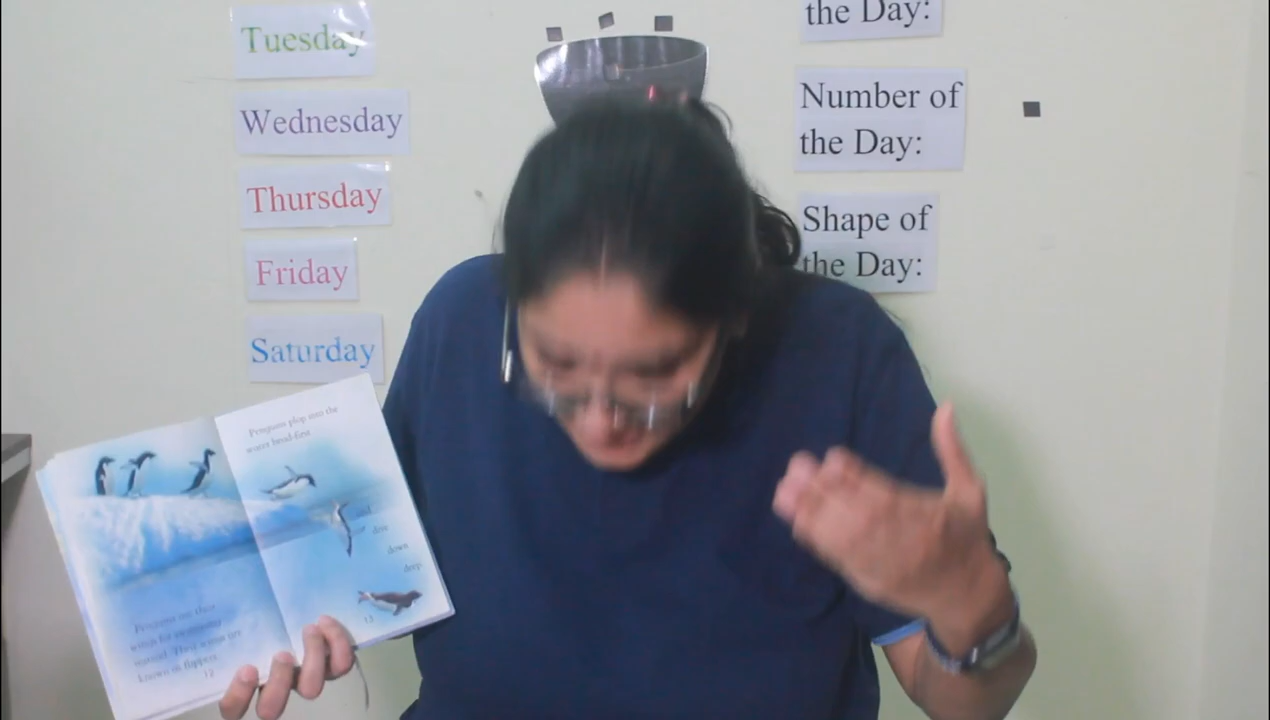 Tuesday
Wednesday
Thursday
Friday
Saturday
the Day:
Number of
the Day:
Shape of
the Day:
Penguins use their
wings for swimming
instead. Their wings are
known as flippers.
12
Penguins plop into the
water head-first
and
dive
down
deep.
13